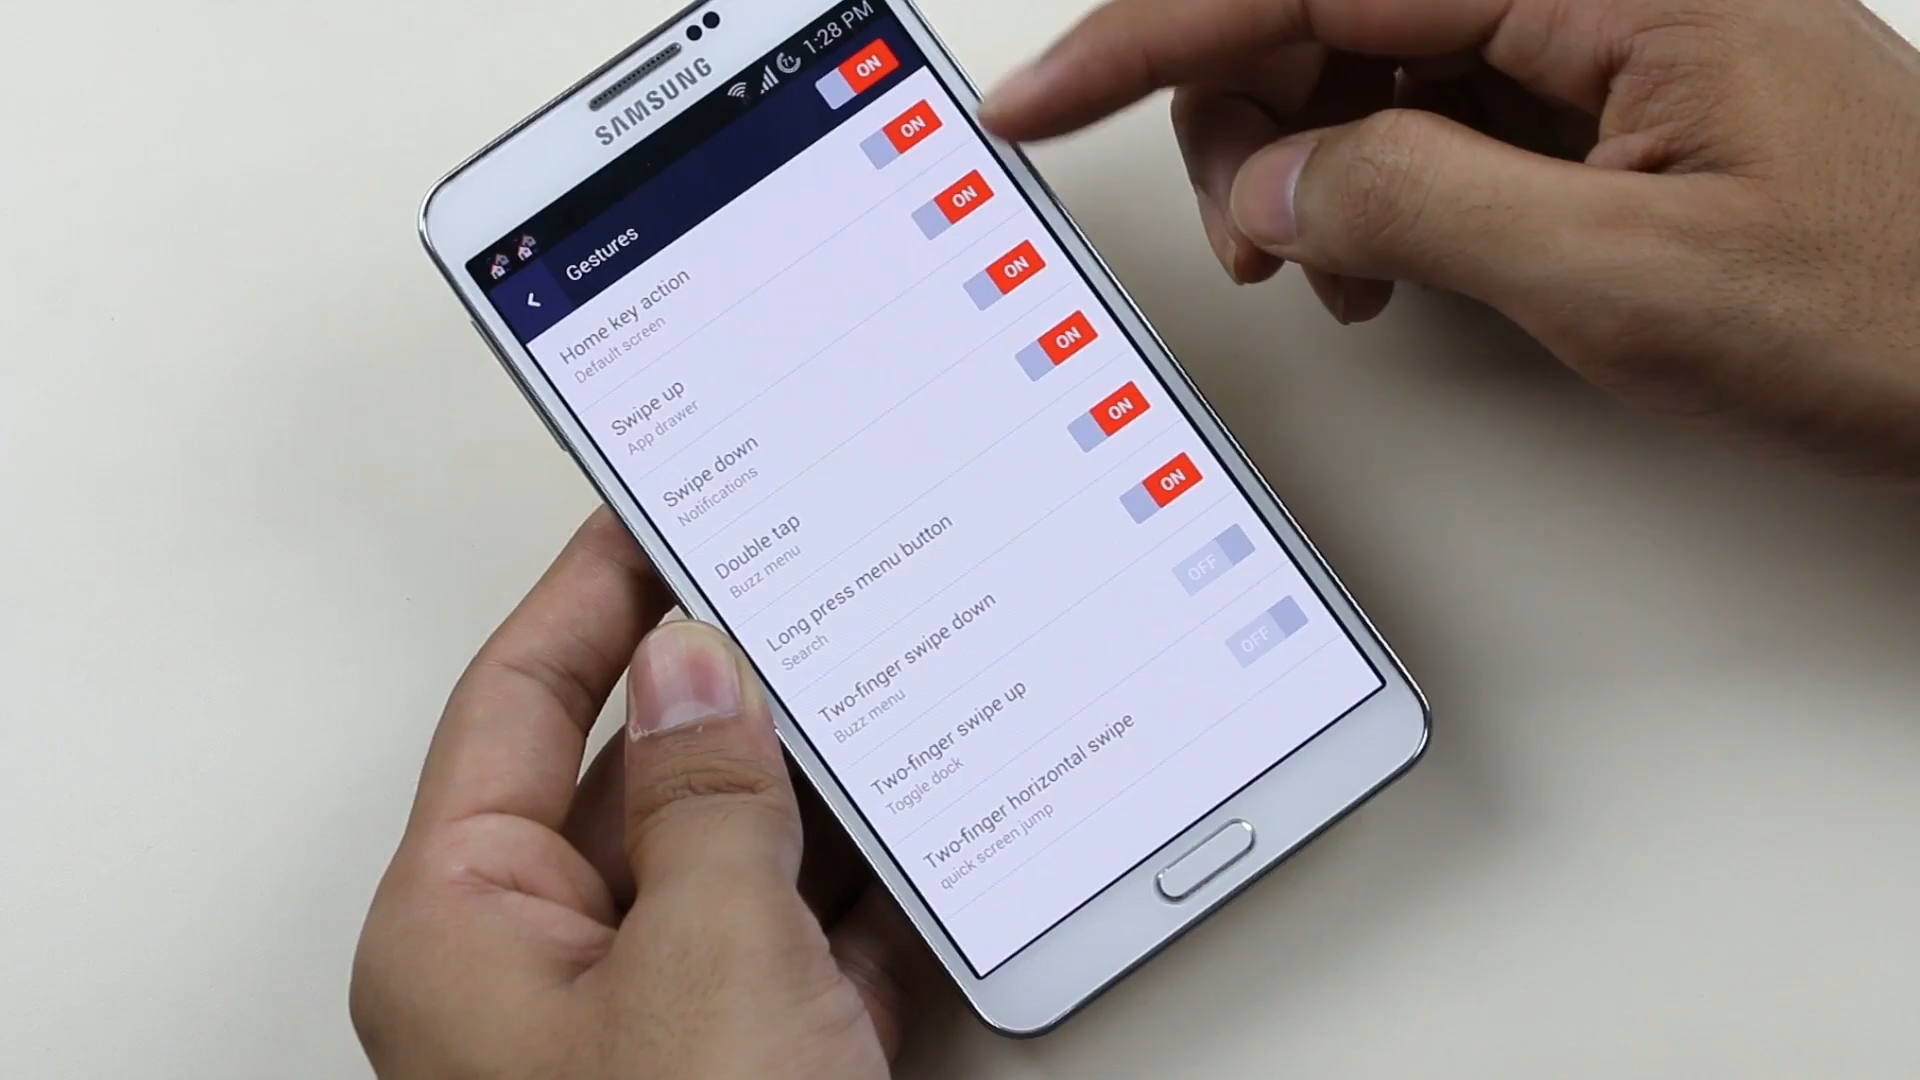 SAMSUNG
71
1:28 PM
Gestures
ON
Home key action
Default screen
ON
Swipe up
App drawer
ON
Swipe down
Notifications
ON
Double tap
Buzz menu
ON
Long press menu button
Search
ON
Two-finger swipe down
Buzz menu
ON
Two-finger swipe up
Toggle dock
OFF
Two-finger horizontal swipe
quick screen jump
OFF